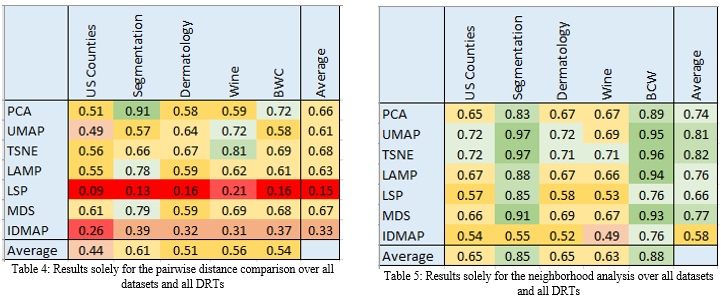 US Counties Segmentation Dermatology Wine BWC Average
PCA 0.51 0.91 0.58 0.59 0.72 0.66
UMAP 0.49 0.57 0.64 0.72 0.58 0.61
TSNE 0.56 0.66 0.67 0.81 0.69 0.68
LAMP 0.55 0.78 0.59 0.62 0.61 0.63
LSP 0.09 0.13 0.16 0.21 0.16 0.15
MDS 0.61 0.79 0.59 0.69 0.68 0.67
IDMAP 0.26 0.39 0.32 0.31 0.37 0.33
Average 0.44 0.61 0.51 0.56 0.54
Table 4: Results solely for the pairwise distance comparison over all
datasets and all DRTs
US Counties Segmentation Dermatology Wine BCW Average
PCA 0.65 0.83 0.67 0.67 0.89 0.74
UMAP 0.72 0.97 0.72 0.69 0.95 0.81
TSNE 0.72 0.97 0.71 0.71 0.96 0.82
LAMP 0.67 0.88 0.67 0.66 0.94 0.76
LSP 0.57 0.85 0.58 0.53 0.76 0.66
MDS 0.66 0.91 0.69 0.67 0.93 0.77
IDMAP 0.54 0.55 0.52 0.49 0.76 0.58
Average 0.65 0.85 0.65 0.63 0.88
Table 5: Results solely for the neighborhood analysis over all datasets
and all DRTs